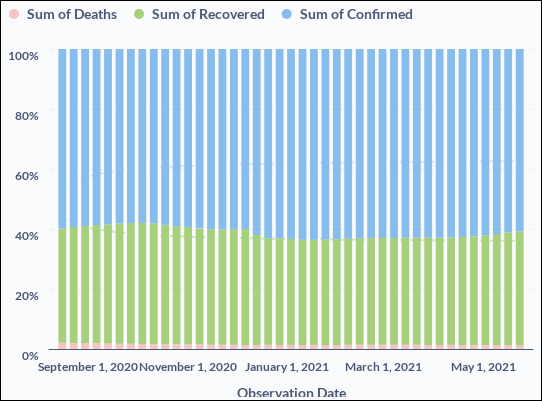 Sum of Deaths Sum of Recovered Sum of Confirmed
100%
80%
60%
40%
20%
0%
September 1, 2020 November 1, 2020 January 1, 2021 March 1, 2021 May 1, 2021
Observation Date